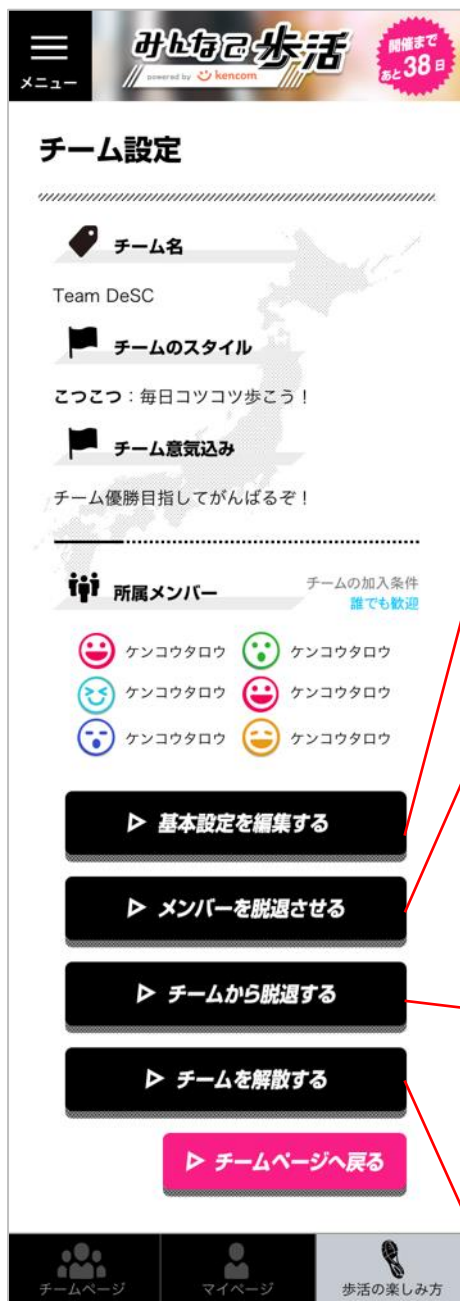 メニュー
みんなで歩活
powered by kencom
開催まで
あと38日
チーム設定
チーム名
Team DeSC
チームのスタイル
こつこつ：毎日コツコツ歩こう！
チーム意気込み
チーム優勝目指してがんばるぞ！
所属メンバー
チームの加入条件
誰でも歓迎
ケンコウタロウ ケンコウタロウ
ケンコウタロウ ケンコウタロウ
ケンコウタロウ ケンコウタロウ
基本設定を編集する
メンバーを脱退させる
チームから脱退する
チームを解散する
チームページへ戻る
チームページ マイページ 歩活の楽しみ方